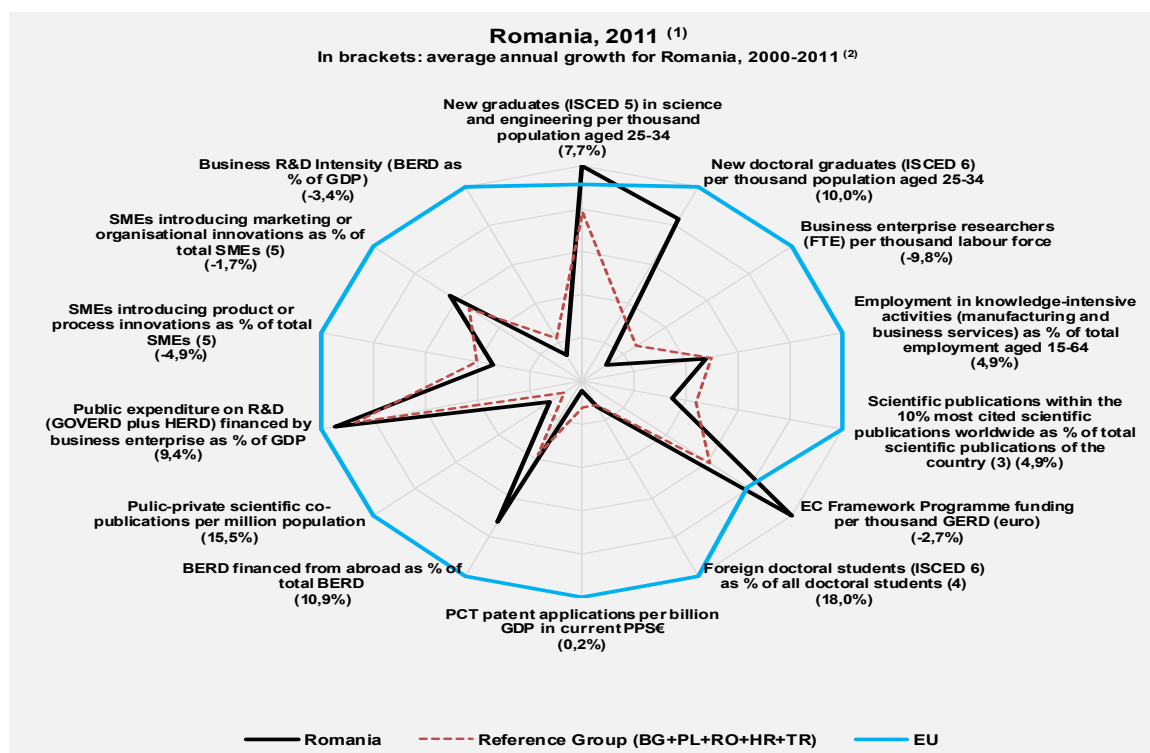 Romania, 2011 (1)
In brackets: average annual growth for Romania, 2000-2011 (2)
New graduates (ISCED 5) in science
and engineering per thousand
population aged 25-34
(7,7%)
New doctoral graduates (ISCED 6)
per thousand population aged 25-34
(10,0%)
Business enterprise researchers
(FTE) per thousand labour force
(-9,8%)
Employment in knowledge-intensive
activities (manufacturing and
business services) as % of total
employment aged 15-64
(4,9%)
Scientific publications within the
10% most cited scientific
publications worldwide as % of total
scientific publications of the
country (3) (4,9%)
EC Framework Programme funding
per thousand GERD (euro)
(-2,7%)
Foreign doctoral students (ISCED 6)
as % of all doctoral students (4)
(18,0%)
PCT patent applications per billion
GDP in current PPS€
(0,2%)
BERD financed from abroad as % of
total BERD
(10,9%)
Pulic-private scientific co-
publications per million population
(15,5%)
Public expenditure on R&D
(GOVERD plus HERD) financed by
business enterprise as % of GDP
(9,4%)
SMEs introducing product or
process innovations as % of total
SMEs (5)
(-4,9%)
SMEs introducing marketing or
organisational innovations as % of
total SMEs (5)
(-1,7%)
Business R&D Intensity (BERD as
% of GDP)
(-3,4%)
Romania
Reference Group (BG+PL+RO+HR+TR)
EU